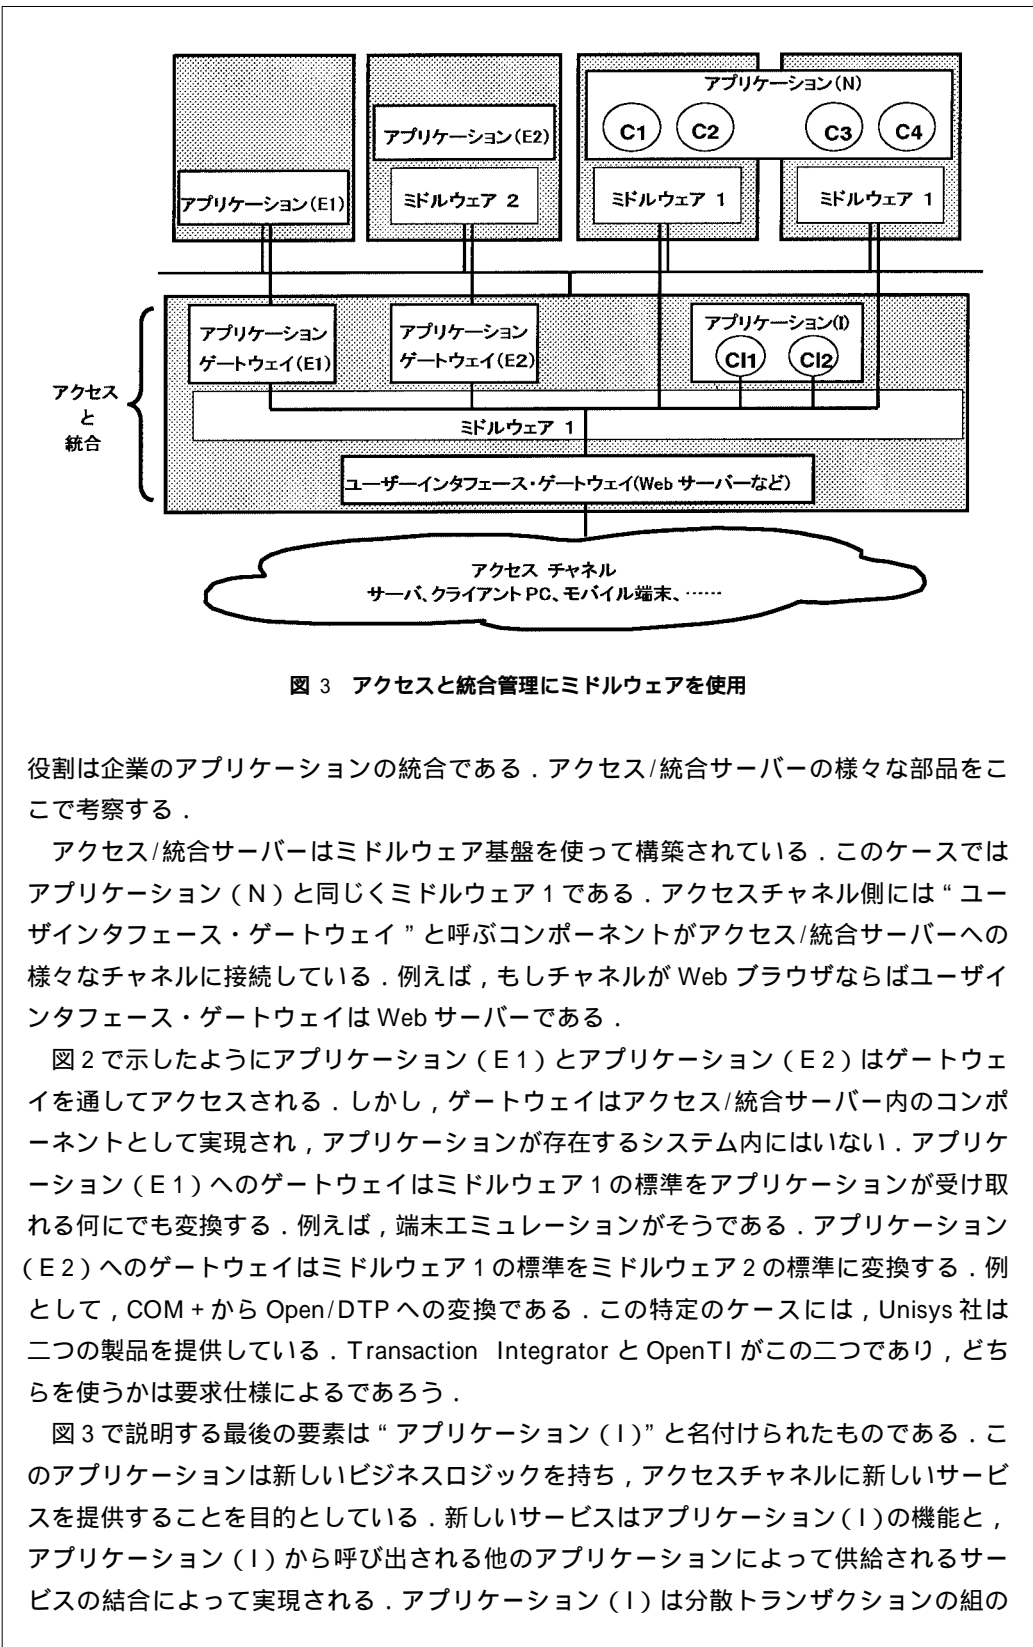 アプリケーション(N)
C1 C2 C3 C4
アプリケーション(E2)
アプリケーション(E1)
ミドルウェア 2
ミドルウェア 1
ミドルウェア 1
アプリケーション
ゲートウェイ(E1)
アプリケーション
ゲートウェイ(E2)
アプリケーション(I)
CI1 CI2
アクセス
と
統合
ミドルウェア 1
ユーザーインタフェース・ゲートウェイ(Web サーバーなど)
アクセス チャネル
サーバ、クライアント PC、モバイル端末、……
図 3 アクセスと統合管理にミドルウェアを使用
役割は企業のアプリケーションの統合である．アクセス/統合サーバーの様々な部品をこ
こで考察する．
アクセス/統合サーバーはミドルウェア基盤を使って構築されている．このケースでは
アプリケーション（N）と同じくミドルウェア1である．アクセスチャネル側には“ユー
ザインタフェース・ゲートウェイ”と呼ぶコンポーネントがアクセス/統合サーバーへの
様々なチャネルに接続している．例えば，もしチャネルが Web ブラウザならばユーザイ
ンタフェース・ゲートウェイは Web サーバーである．
図2で示したようにアプリケーション（E1）とアプリケーション（E2）はゲートウェ
イを通してアクセスされる．しかし，ゲートウェイはアクセス/統合サーバー内のコンポ
ーネントとして実現され，アプリケーションが存在するシステム内にはいない．アプリケ
ーション（E1）へのゲートウェイはミドルウェア1の標準をアプリケーションが受け取
れる何にでも変換する．例えば，端末エミュレーションがそうである．アプリケーション
（E2）へのゲートウェイはミドルウェア1の標準をミドルウェア2の標準に変換する．例
として，COM+から Open/DTP への変換である．この特定のケースには，Unisys 社は
二つの製品を提供している．Transaction Integrator と OpenTI がこの二つであり，どち
らを使うかは要求仕様によるであろう．
図3で説明する最後の要素は“アプリケーション（I）”と名付けられたものである．こ
のアプリケーションは新しいビジネスロジックを持ち，アクセスチャネルに新しいサービ
スを提供することを目的としている．新しいサービスはアプリケーション（I）の機能と，
アプリケーション（I）から呼び出される他のアプリケーションによって供給されるサー
ビスの結合によって実現される．アプリケーション（I）は分散トランザクションの組の